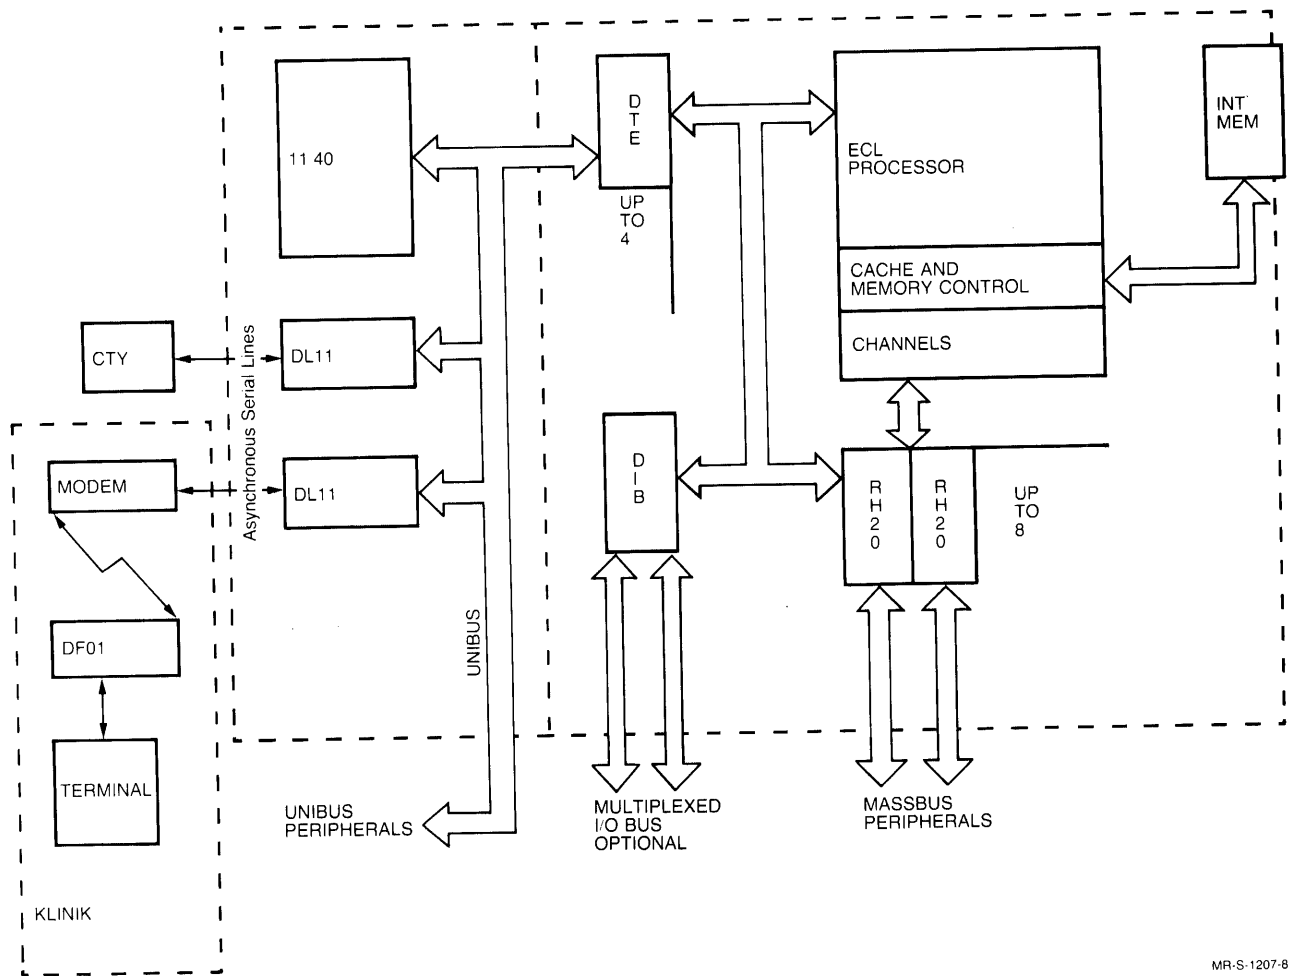 11 40
DTE
UP
TO
4
ECL
PROCESSOR
CACHE AND
MEMORY CONTROL
CHANNELS
INT
MEM
CTY
DL11
Asynchronous Serial Lines
MODEM
DL11
DIB
RH20
RH20
UP
TO
8
DF01
UNIBUS
TERMINAL
UNIBUS
PERIPHERALS
MULTIPLEXED
I/O BUS
OPTIONAL
MASSBUS
PERIPHERALS
KLINIK
MR-S-1207-8